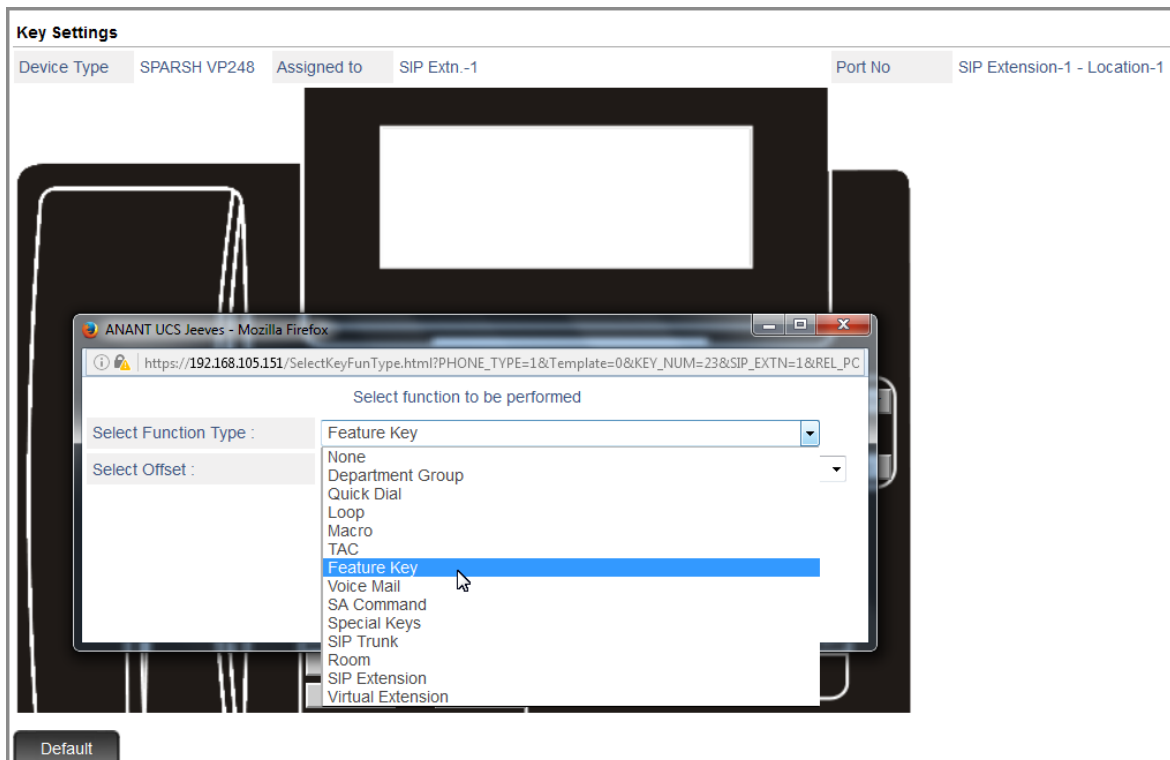 Key Settings
Device Type SPARSH VP248 Assigned to SIP Extn.-1 Port No SIP Extension-1 - Location-1
ANANT UCS Jeeves - Mozilla Firefox
https://192.168.105.151/SelectKeyFunType.html?PHONE_TYPE=1&Template=0&KEY_NUM=23&SIP_EXTN=1&REL_PC
Select function to be performed
Select Function Type : Feature Key
Select Offset :
None
Department Group
Quick Dial
Loop
Macro
TAC
Feature Key
Voice Mail
SA Command
Special Keys
SIP Trunk
Room
SIP Extension
Virtual Extension
Default